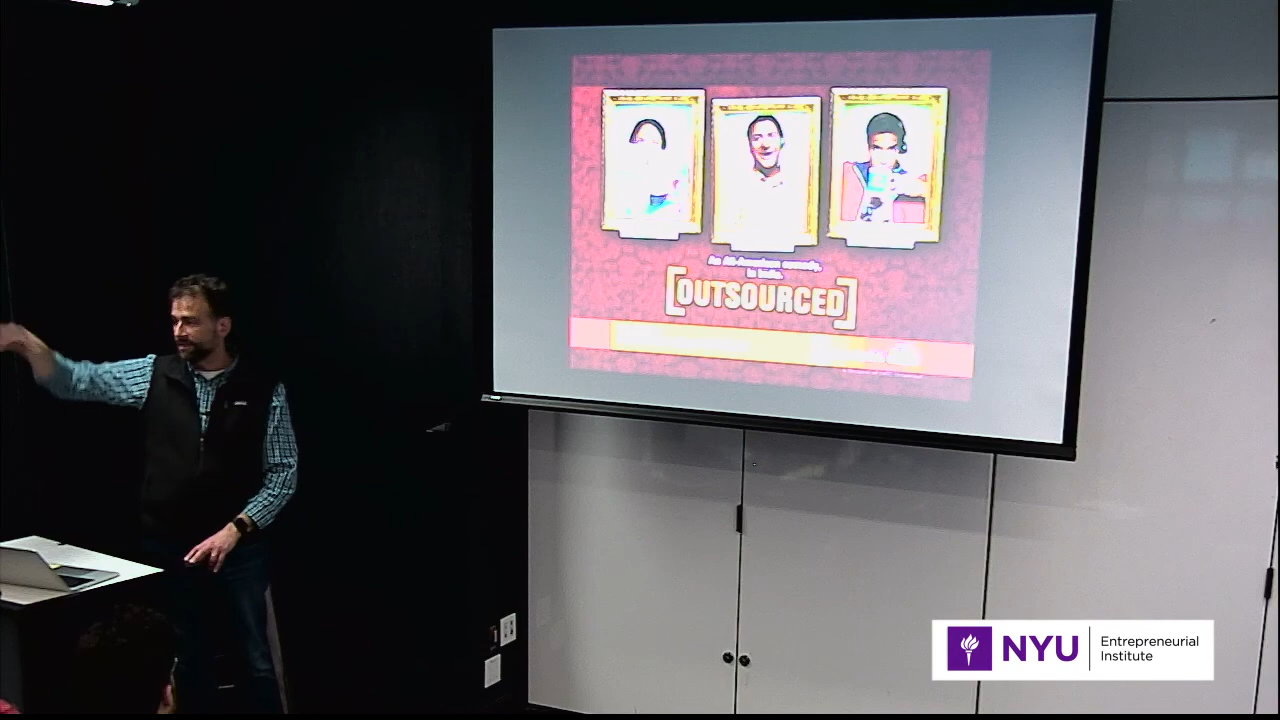 An All-American comedy,
in India.
[OUTSOURCED]
NYU
Entrepreneurial
Institute